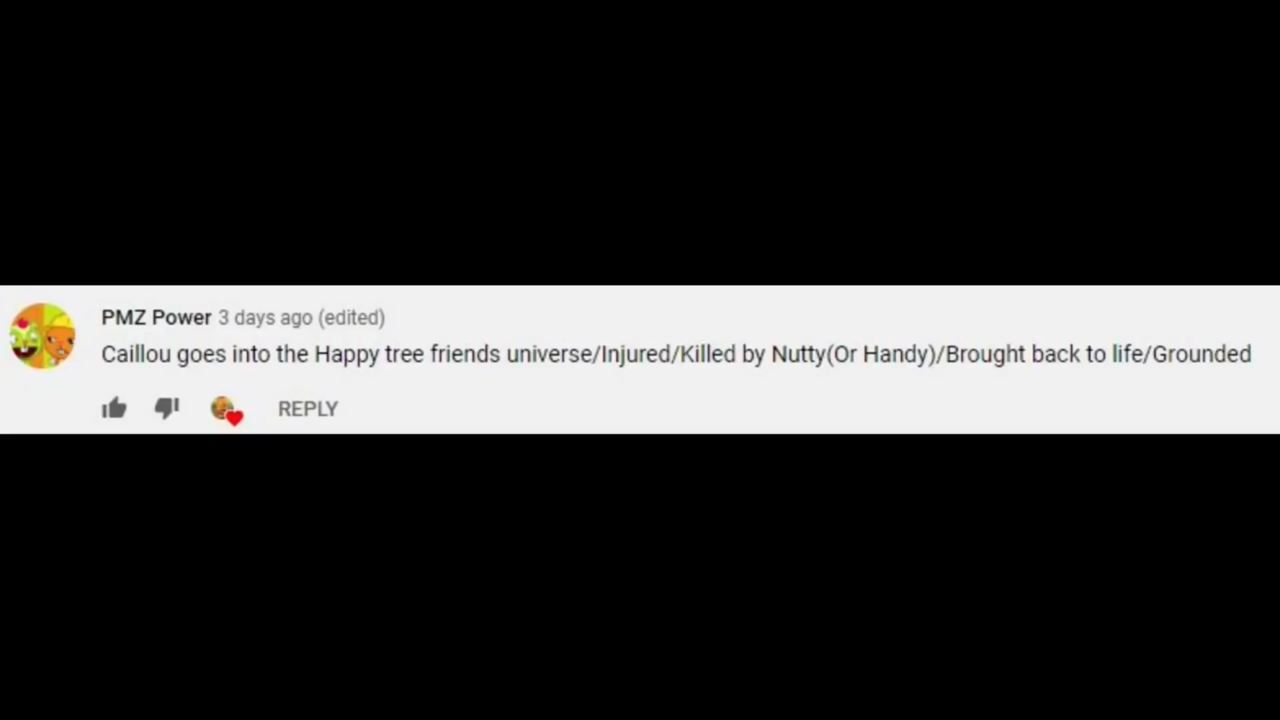 PMZ Power 3 days ago (edited)
Caillou goes into the Happy tree friends universe/Injured/Killed by Nutty(Or Handy)/Brought back to life/Grounded
REPLY